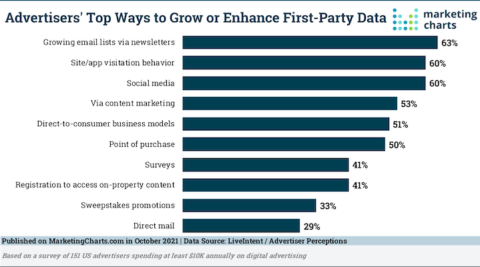 Advertisers' Top Ways to Grow or Enhance First-Party Data
marketing
charts
Growing email lists via newsletters 63%
Site/app visitation behavior 60%
Social media 60%
Via content marketing 53%
Direct-to-consumer business models 51%
Point of purchase 50%
Surveys 41%
Registration to access on-property content 41%
Sweepstakes promotions 33%
Direct mail 29%
Published on MarketingCharts.com in October 2021 | Data Source: LiveIntent / Advertiser Perceptions
Based on a survey of 151 US advertisers spending at least $10K annually on digital advertising